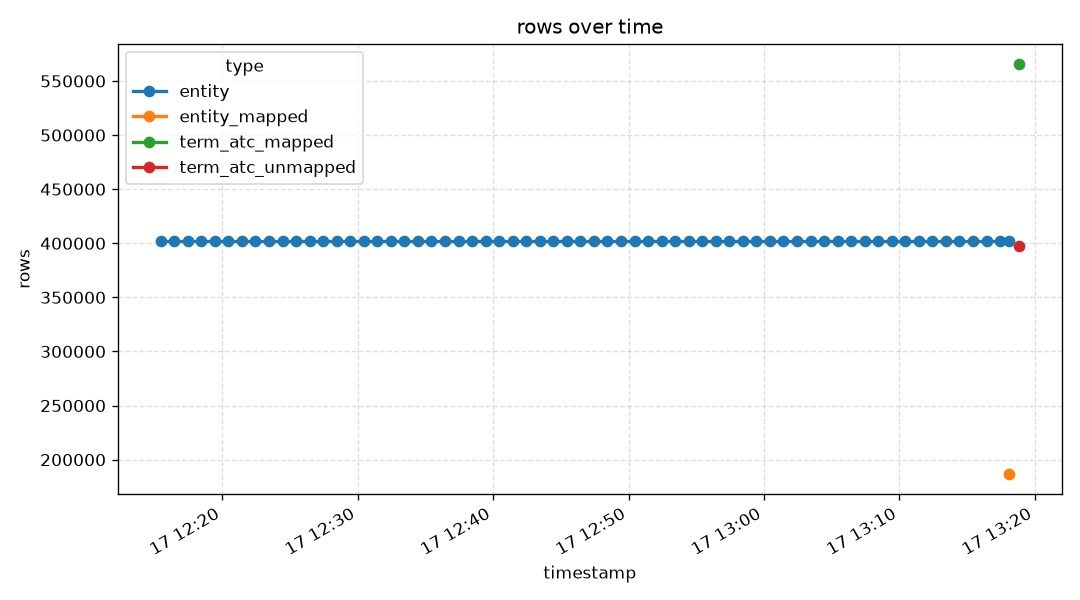 rows over time
type
entity
entity_mapped
term_atc_mapped
term_atc_unmapped
rows
550000
500000
450000
400000
350000
300000
250000
200000
17 12:20
17 12:30
17 12:40
17 12:50
17 13:00
17 13:10
17 13:20
timestamp